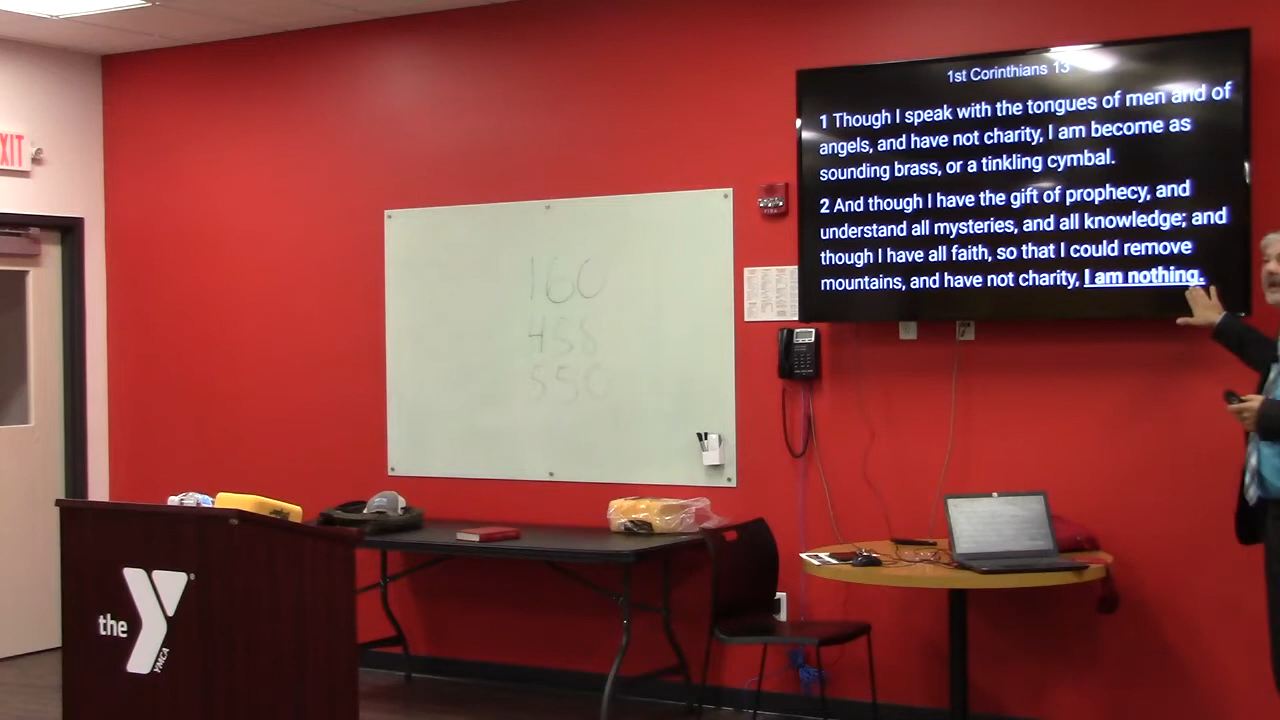 EXIT
1st Corinthians 13
1 Though I speak with the tongues of men and of
angels, and have not charity, I am become as
sounding brass, or a tinkling cymbal.
2 And though I have the gift of prophecy, and
understand all mysteries, and all knowledge; and
though I have all faith, so that I could remove
mountains, and have not charity, I am nothing.
FIRE
160
458
550
the Y
YMCA